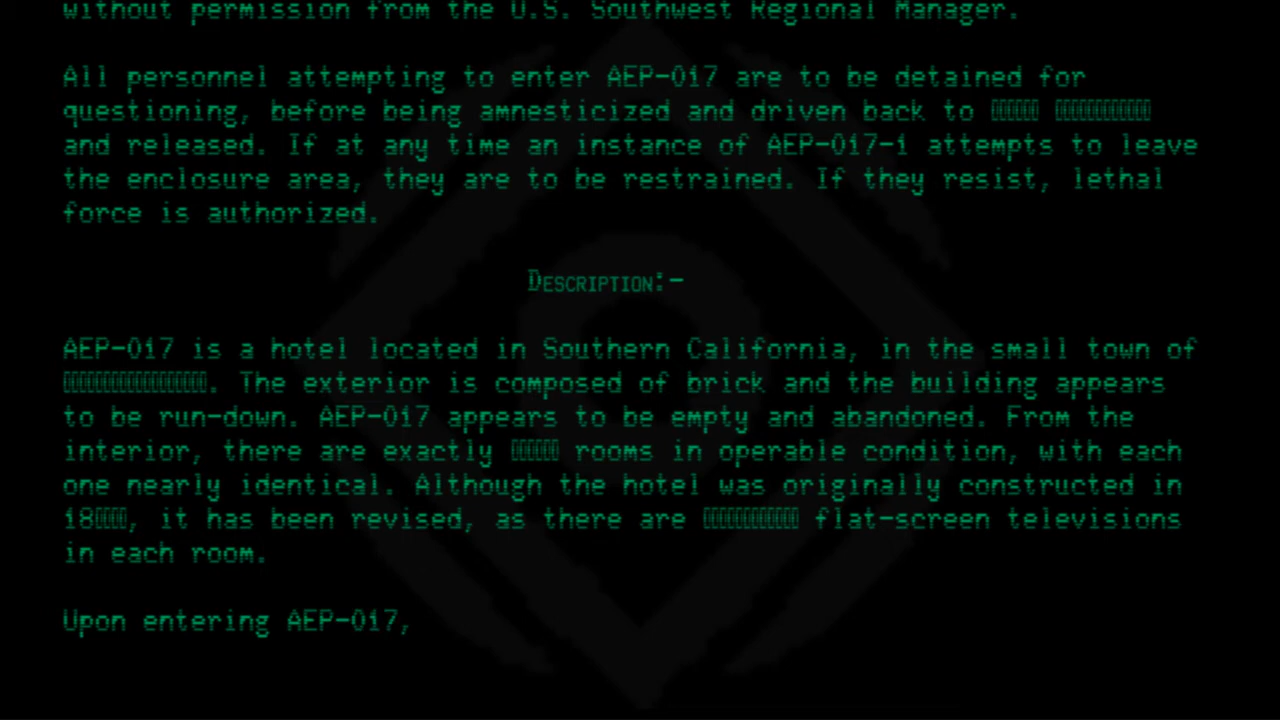 without permission from the U.S. Southwest Regional Manager.
All personnel attempting to enter AEP-017 are to be detained for
questioning, before being amnesticized and driven back to ▯▯▯▯▯▯ ▯▯▯▯▯▯▯▯▯▯▯▯
and released. If at any time an instance of AEP-017-1 attempts to leave
the enclosure area, they are to be restrained. If they resist, lethal
force is authorized.
Description:-
AEP-017 is a hotel located in Southern California, in the small town of
▯▯▯▯▯▯▯▯▯▯▯▯▯▯▯▯▯▯. The exterior is composed of brick and the building appears
to be run-down. AEP-017 appears to be empty and abandoned. From the
interior, there are exactly ▯▯▯▯▯▯ rooms in operable condition, with each
one nearly identical. Although the hotel was originally constructed in
18▯▯▯▯, it has been revised, as there are ▯▯▯▯▯▯▯▯▯▯▯▯ flat-screen televisions
in each room.
Upon entering AEP-017,